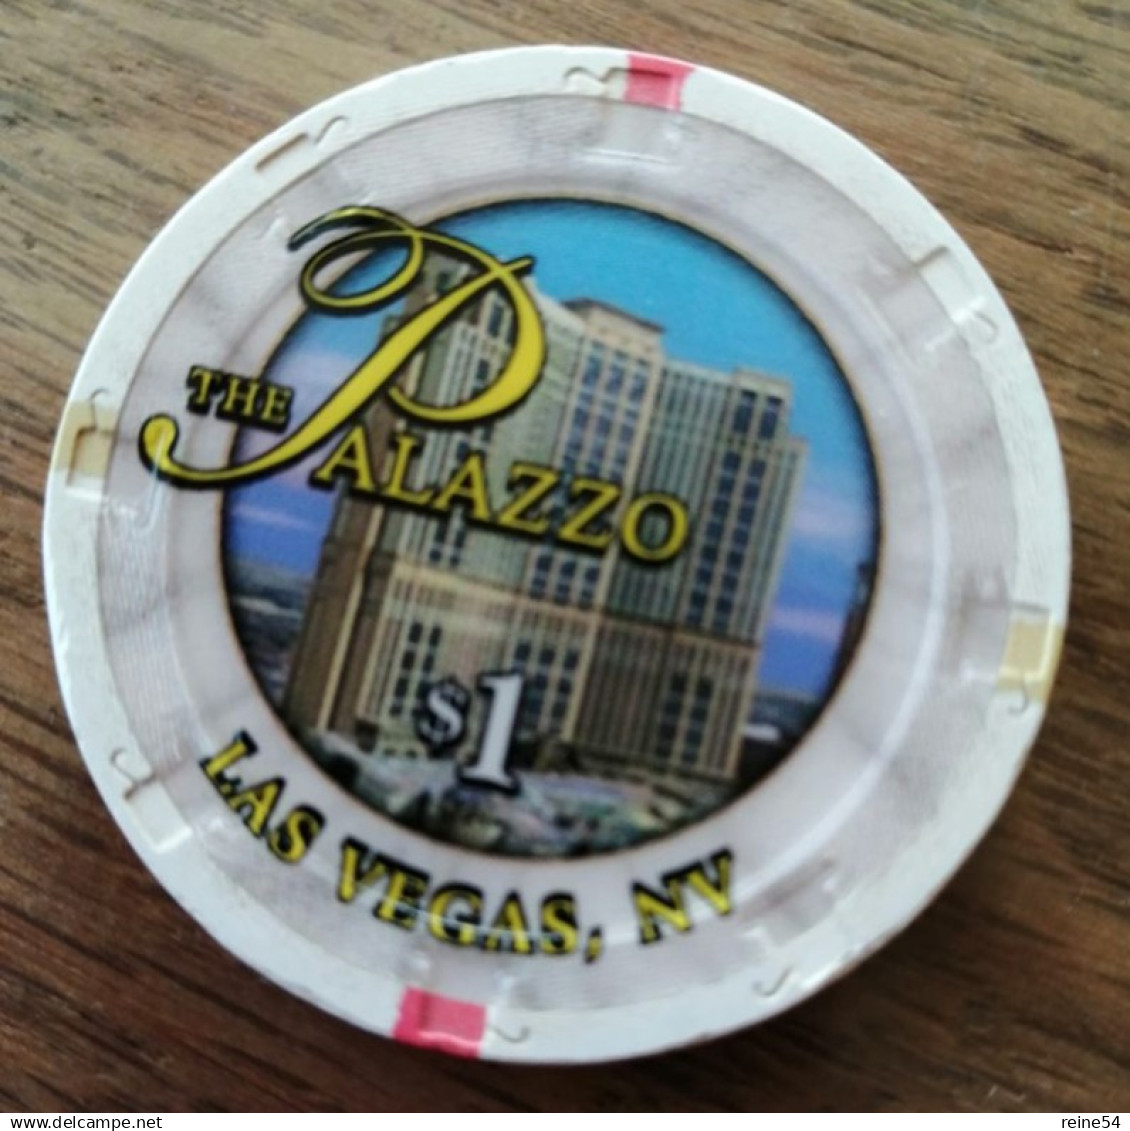 THE
PALAZZO
$1
LAS VEGAS, NV
www.delcampe.net
reine54